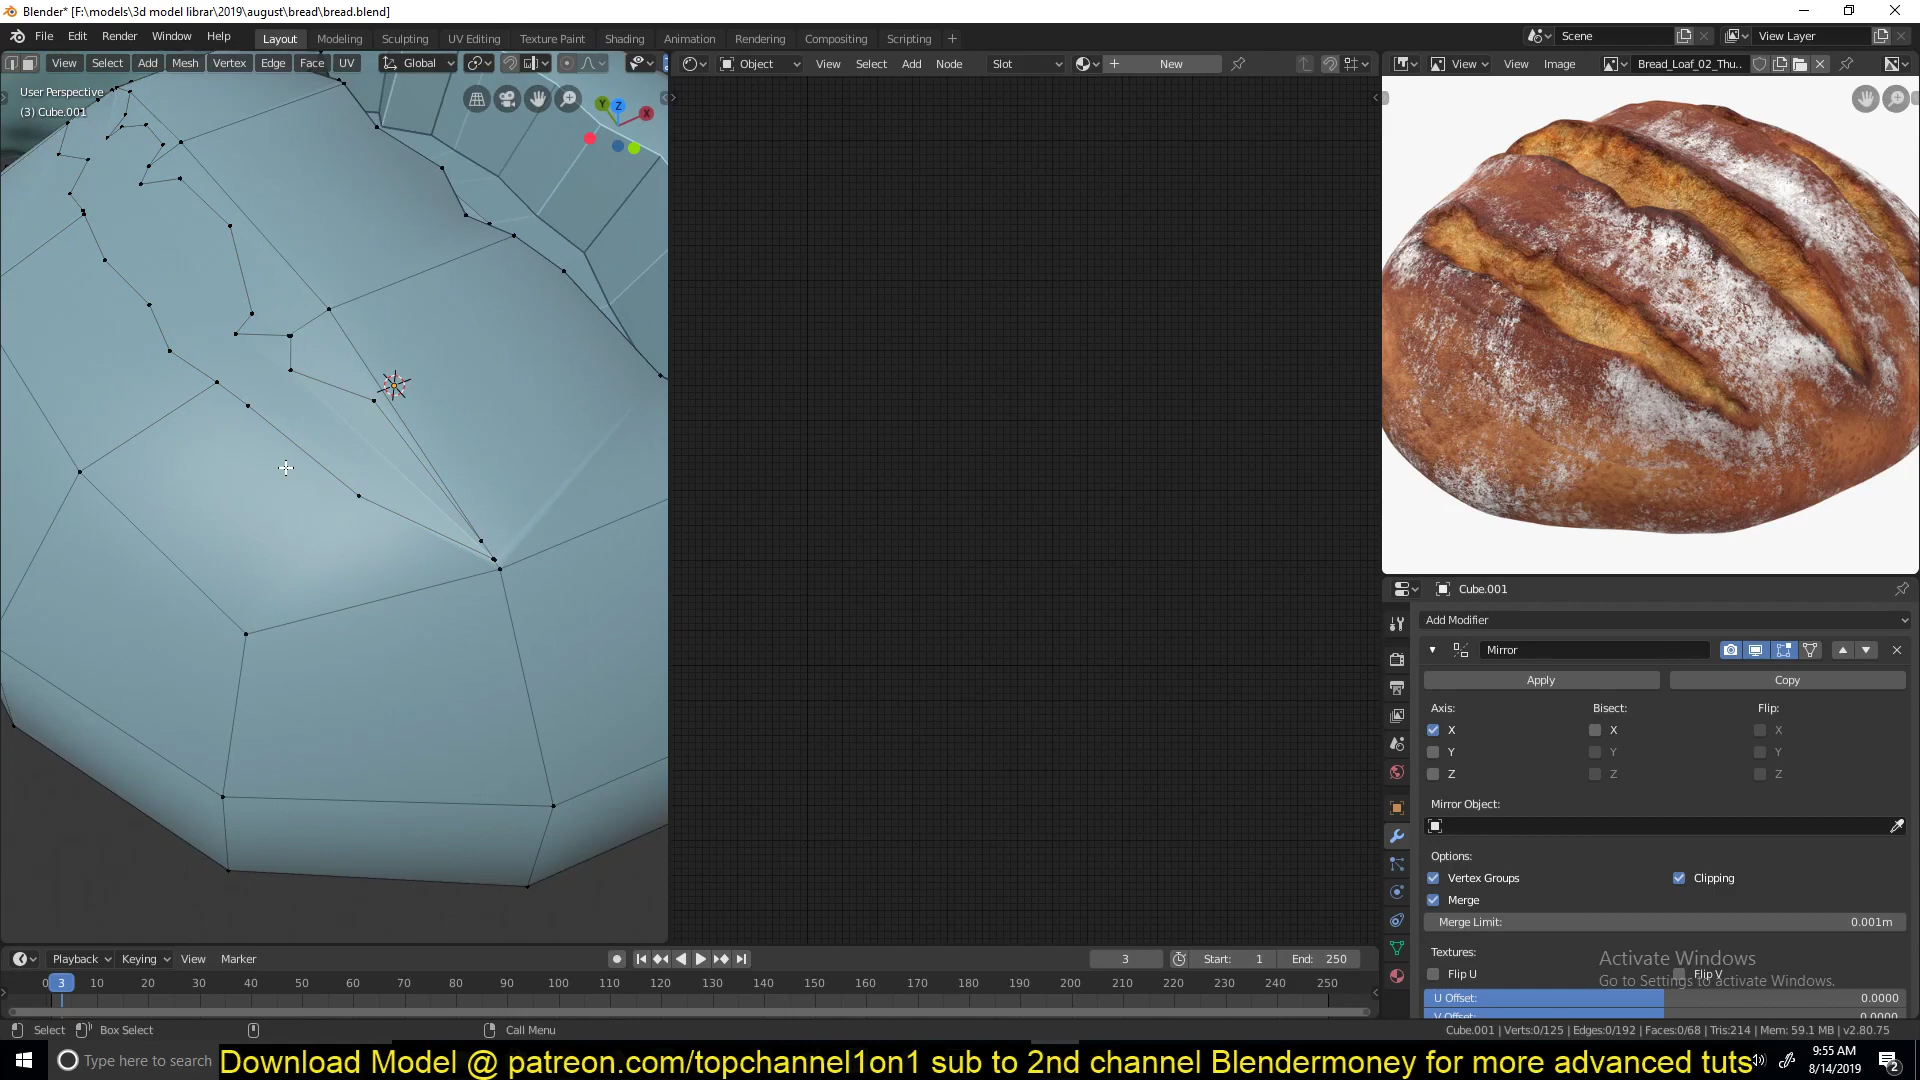 Blender* [F:\models\3d model librar\2019\august\bread\bread.blend]
File Edit Render Window Help Layout Modeling Sculpting UV Editing Texture Paint Shading Animation Rendering Compositing Scripting + Scene View Layer
View Select Add Mesh Vertex Edge Face UV Global Object View Select Add Node Slot New View View Image Bread_Loaf_02_Thu..
User Perspective
(3) Cube.001
Y Z X
Cube.001
Add Modifier
Mirror
Apply Copy
Axis: Bisect: Flip:
X X X
Y Y Y
Z Z Z
Mirror Object:
Options:
Vertex Groups Clipping
Merge
Merge Limit: 0.001m
Textures:
Flip U Flip V
U Offset: 0.0000
V Offset: 0.0000
Activate Windows
Go to Settings to activate Windows.
Playback Keying View Marker 3 Start: 1 End: 250
0 3 10 20 30 40 50 60 70 80 90 100 110 120 130 140 150 160 170 180 190 200 210 220 230 240 250
Select Box Select Call Menu Cube.001 | Verts:0/125 | Edges:0/192 | Faces:0/68 | Tris:214 | Mem: 59.1 MB | v2.80.75
Type here to search
Download Model @ patreon.com/topchannel1on1 sub to 2nd channel Blendermoney for more advanced tuts
9:55 AM
8/14/2019
2